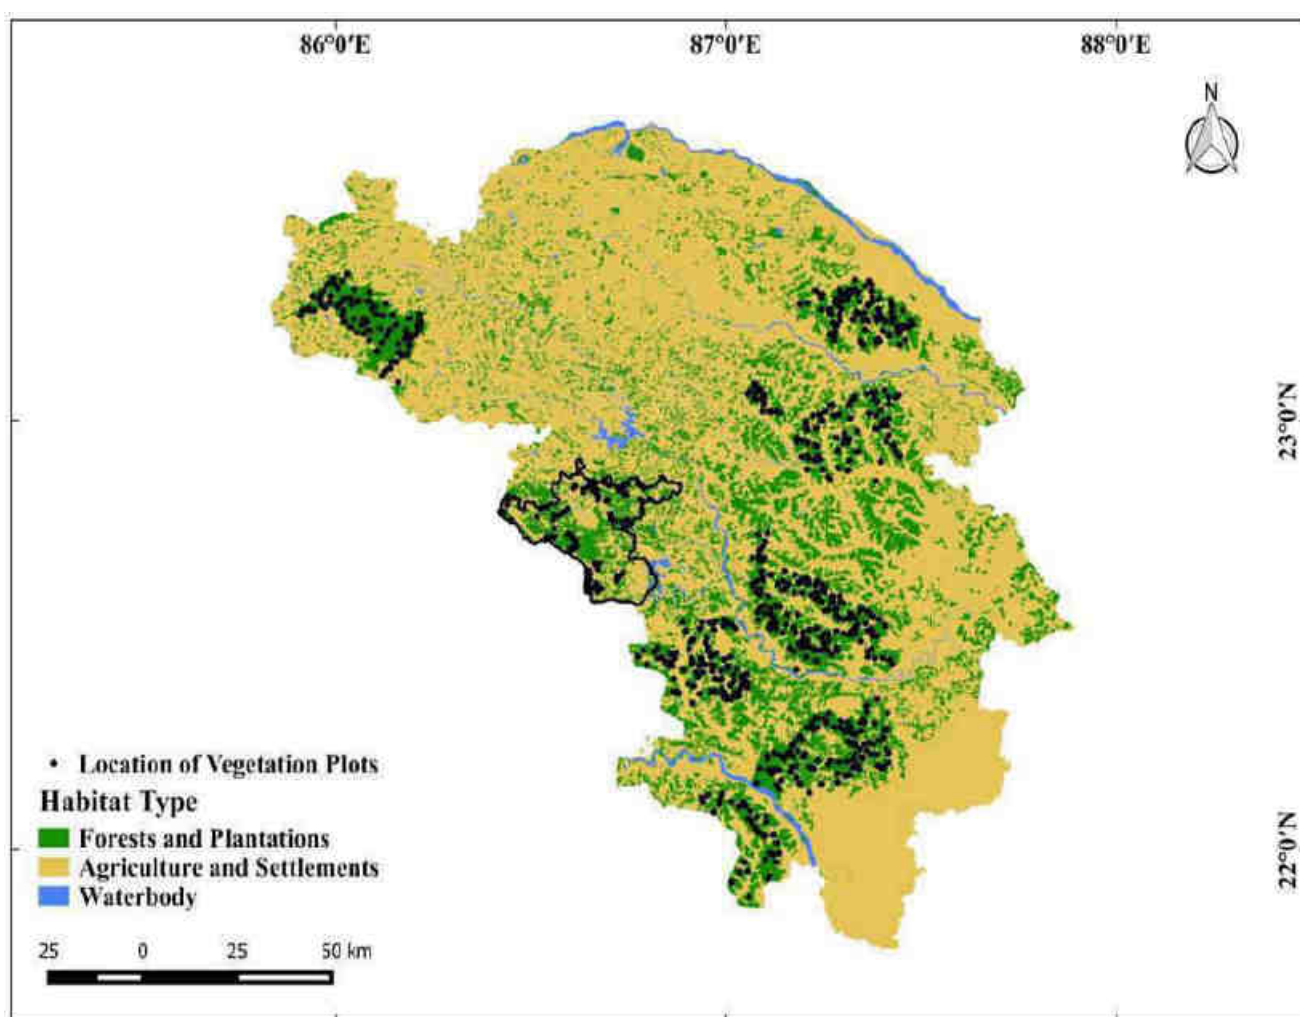 86°0′E 87°0′E 88°0′E
N
23°0′N
• Location of Vegetation Plots
Habitat Type
Forests and Plantations
Agriculture and Settlements
Waterbody
22°0′N
25 0 25 50 km